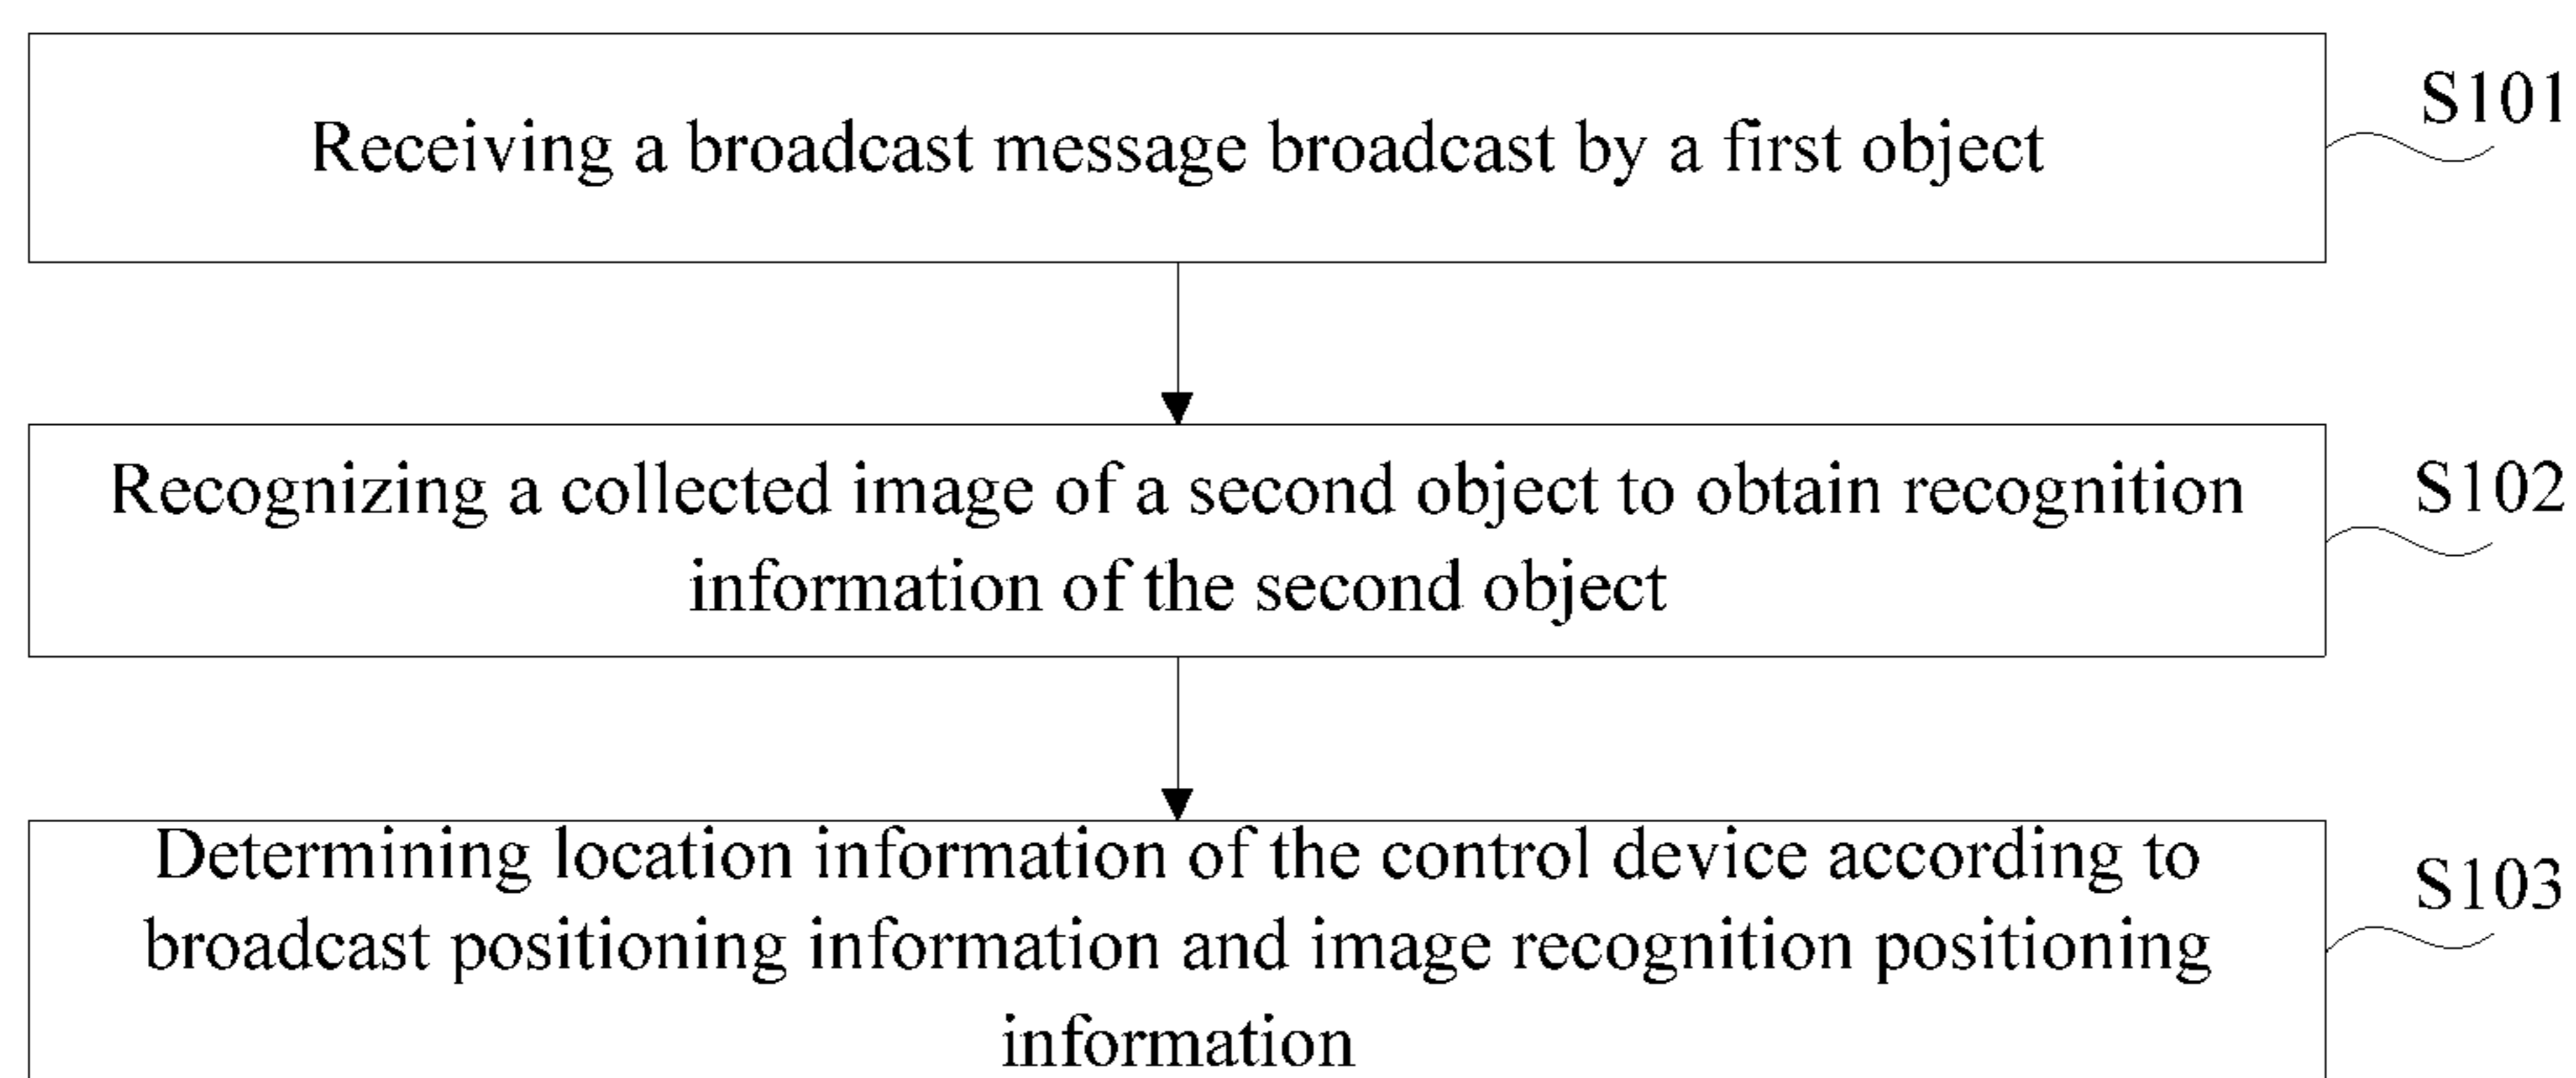 Receiving a broadcast message broadcast by a first object
S101
Recognizing a collected image of a second object to obtain recognition
information of the second object
S102
Determining location information of the control device according to
broadcast positioning information and image recognition positioning
information
S103